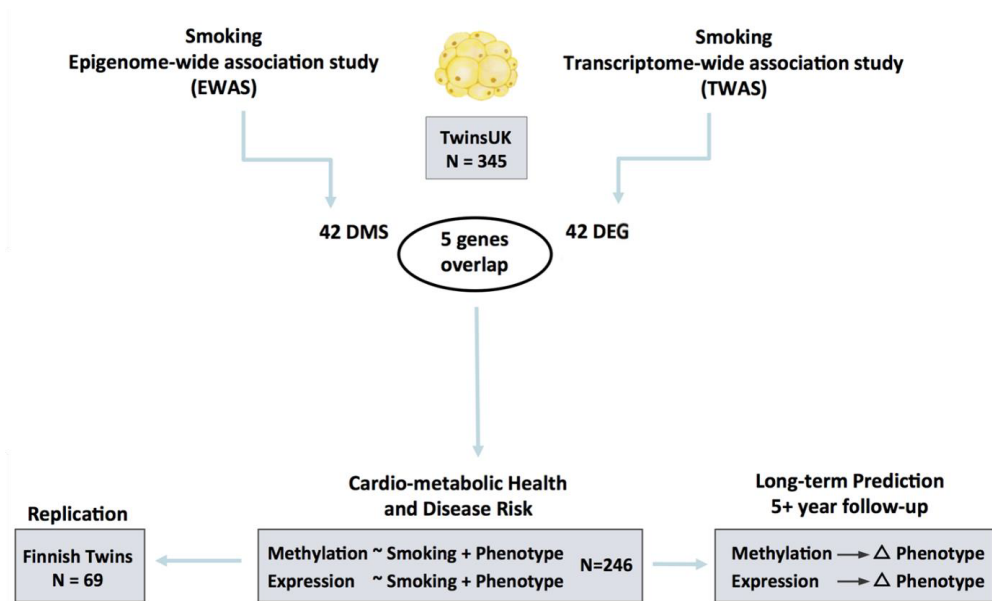 Smoking
Epigenome-wide association study
(EWAS)
Smoking
Transcriptome-wide association study
(TWAS)
TwinsUK
N = 345
42 DMS
5 genes
overlap
42 DEG
Cardio-metabolic Health
and Disease Risk
Methylation ~ Smoking + Phenotype
Expression ~ Smoking + Phenotype
N=246
Replication
Finnish Twins
N = 69
Long-term Prediction
5+ year follow-up
Methylation → △ Phenotype
Expression → △ Phenotype